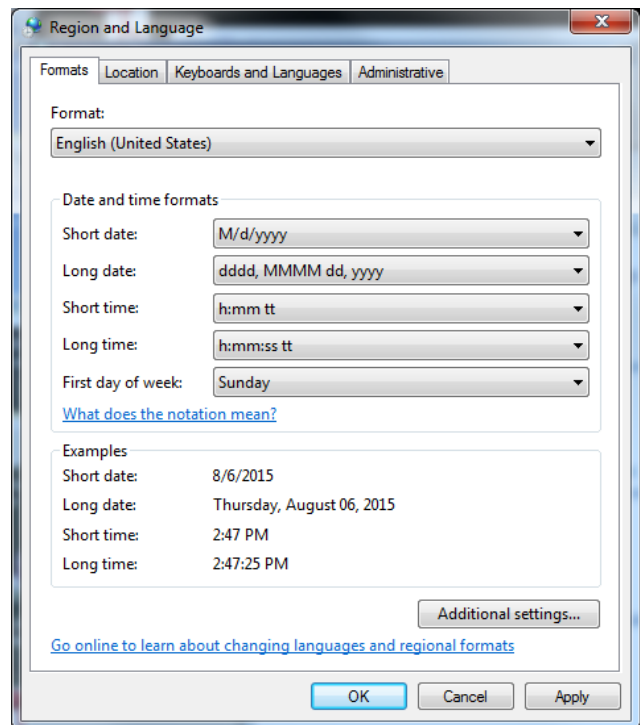 Region and Language
Formats Location Keyboards and Languages Administrative
Format:
English (United States)
Date and time formats
Short date: M/d/yyyy
Long date: dddd, MMMM dd, yyyy
Short time: h:mm tt
Long time: h:mm:ss tt
First day of week: Sunday
What does the notation mean?
Examples
Short date: 8/6/2015
Long date: Thursday, August 06, 2015
Short time: 2:47 PM
Long time: 2:47:25 PM
Additional settings...
Go online to learn about changing languages and regional formats
OK Cancel Apply